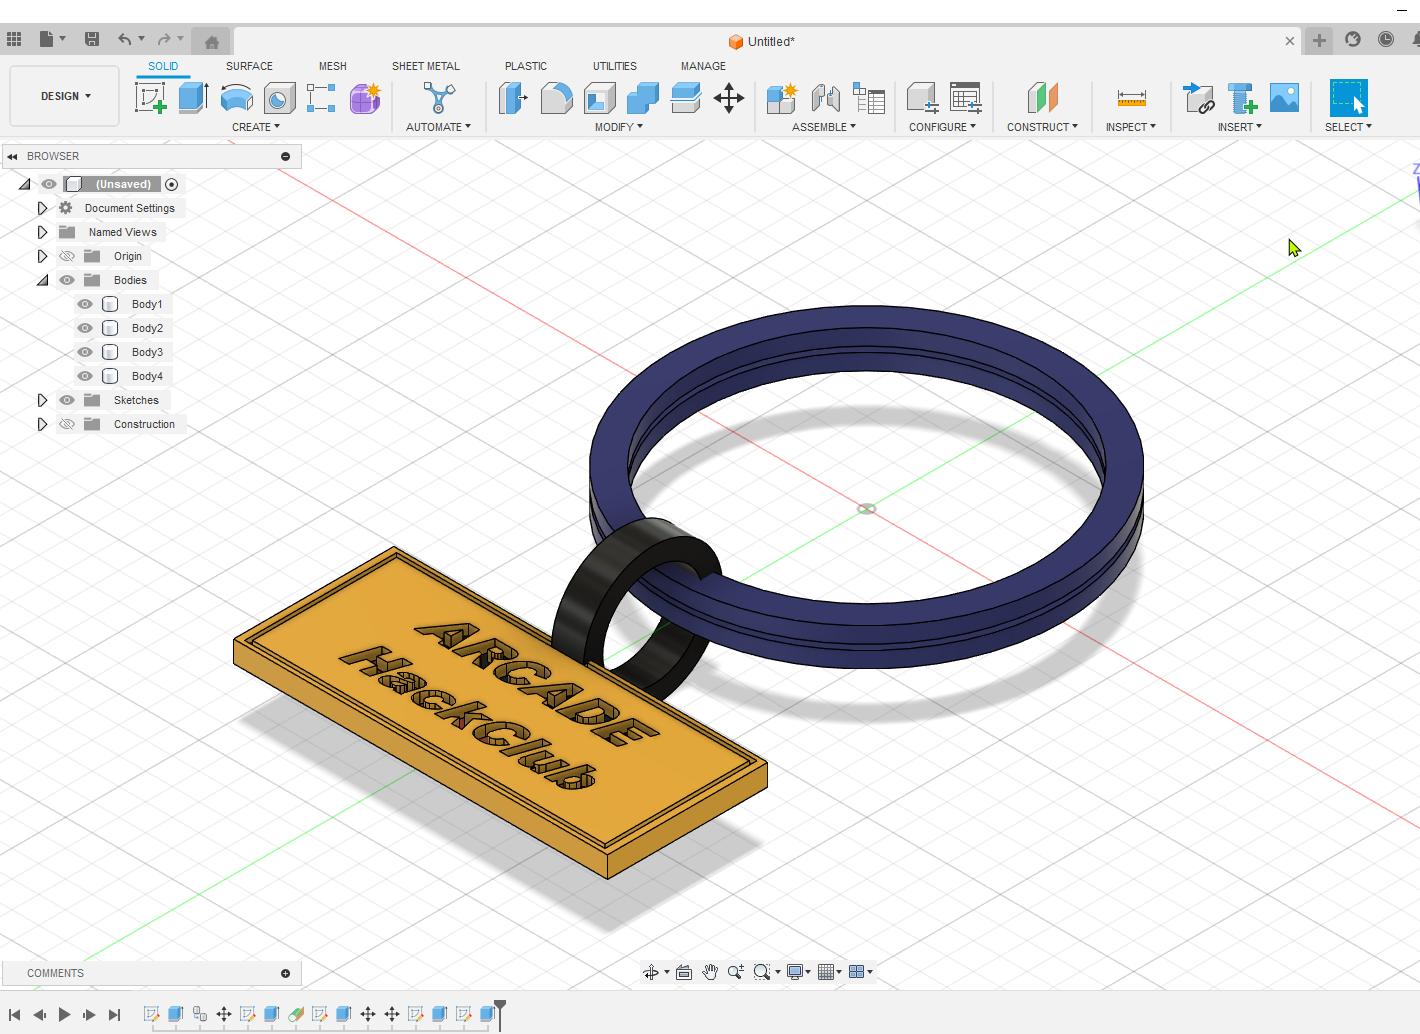 Untitled*
DESIGN
SOLID
SURFACE
MESH
SHEET METAL
PLASTIC
UTILITIES
MANAGE
CREATE
AUTOMATE
MODIFY
ASSEMBLE
CONFIGURE
CONSTRUCT
INSPECT
INSERT
SELECT
BROWSER
(Unsaved)
Document Settings
Named Views
Origin
Bodies
Body1
Body2
Body3
Body4
Sketches
Construction
Z
ARCADE
HackClub
COMMENTS